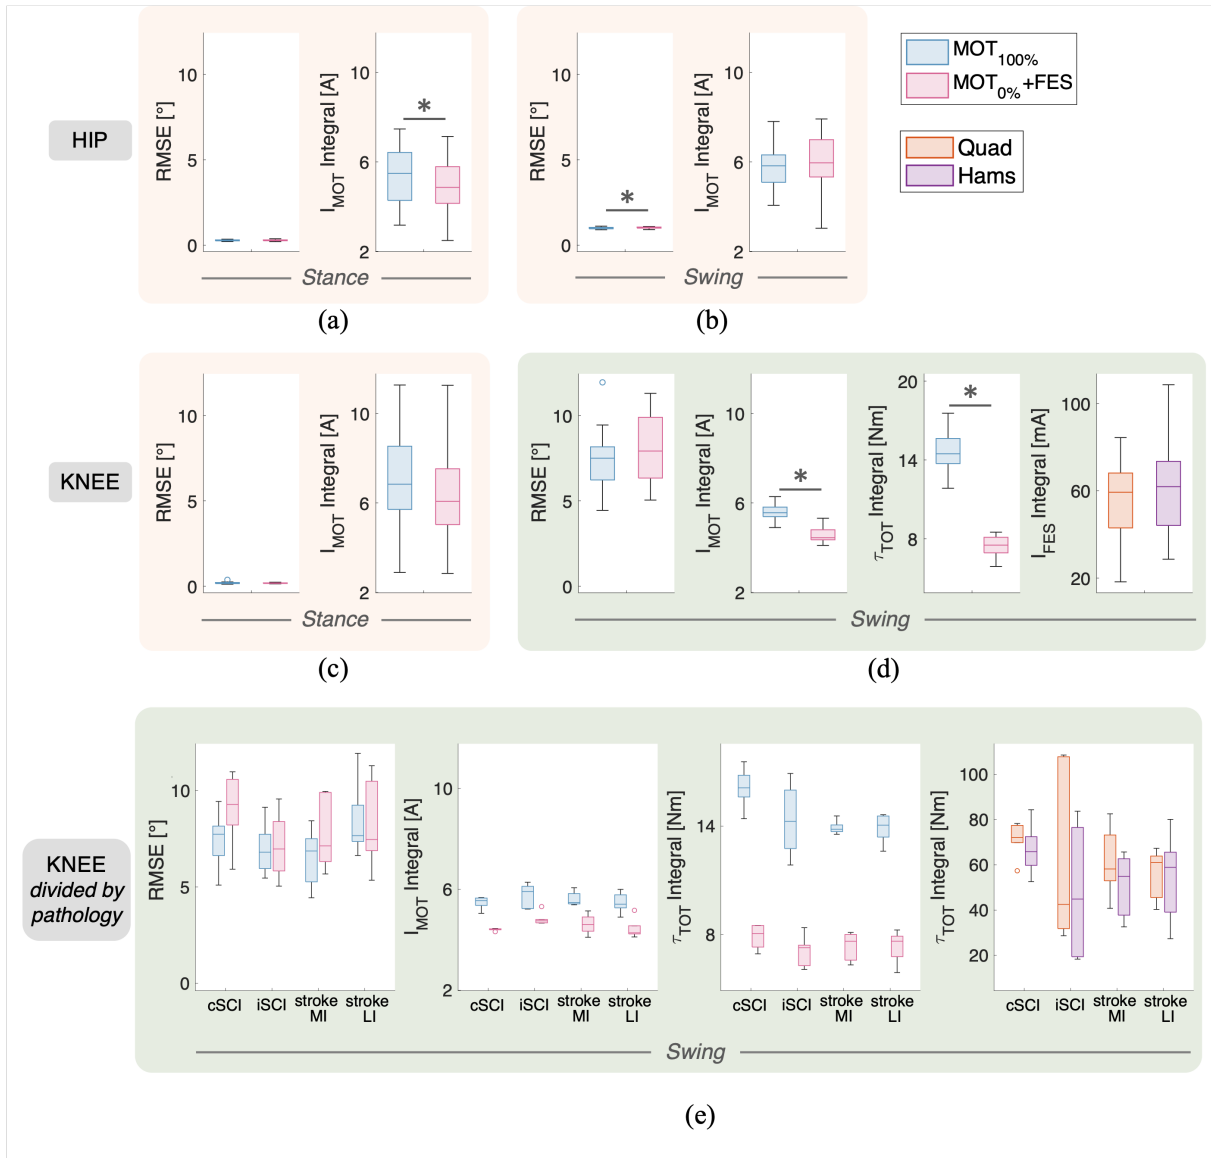 HIP
RMSE [°]
10
5
0
I_MOT Integral [A]
10
6
2
*
Stance
(a)
RMSE [°]
10
5
0
*
I_MOT Integral [A]
10
6
2
Swing
(b)
MOT_100%
MOT_0%+FES
Quad
Hams
KNEE
RMSE [°]
10
5
0
I_MOT Integral [A]
10
6
2
Stance
(c)
RMSE [°]
10
5
0
I_MOT Integral [A]
10
6
2
*
τ_TOT Integral [Nm]
20
14
8
*
I_FES Integral [mA]
100
60
20
Swing
(d)
KNEE
divided by
pathology
RMSE [°]
10
5
0
cSCI iSCI stroke MI stroke LI
I_MOT Integral [A]
10
6
2
cSCI iSCI stroke MI stroke LI
τ_TOT Integral [Nm]
14
8
cSCI iSCI stroke MI stroke LI
τ_TOT Integral [Nm]
100
80
60
40
20
cSCI iSCI stroke MI stroke LI
Swing
(e)